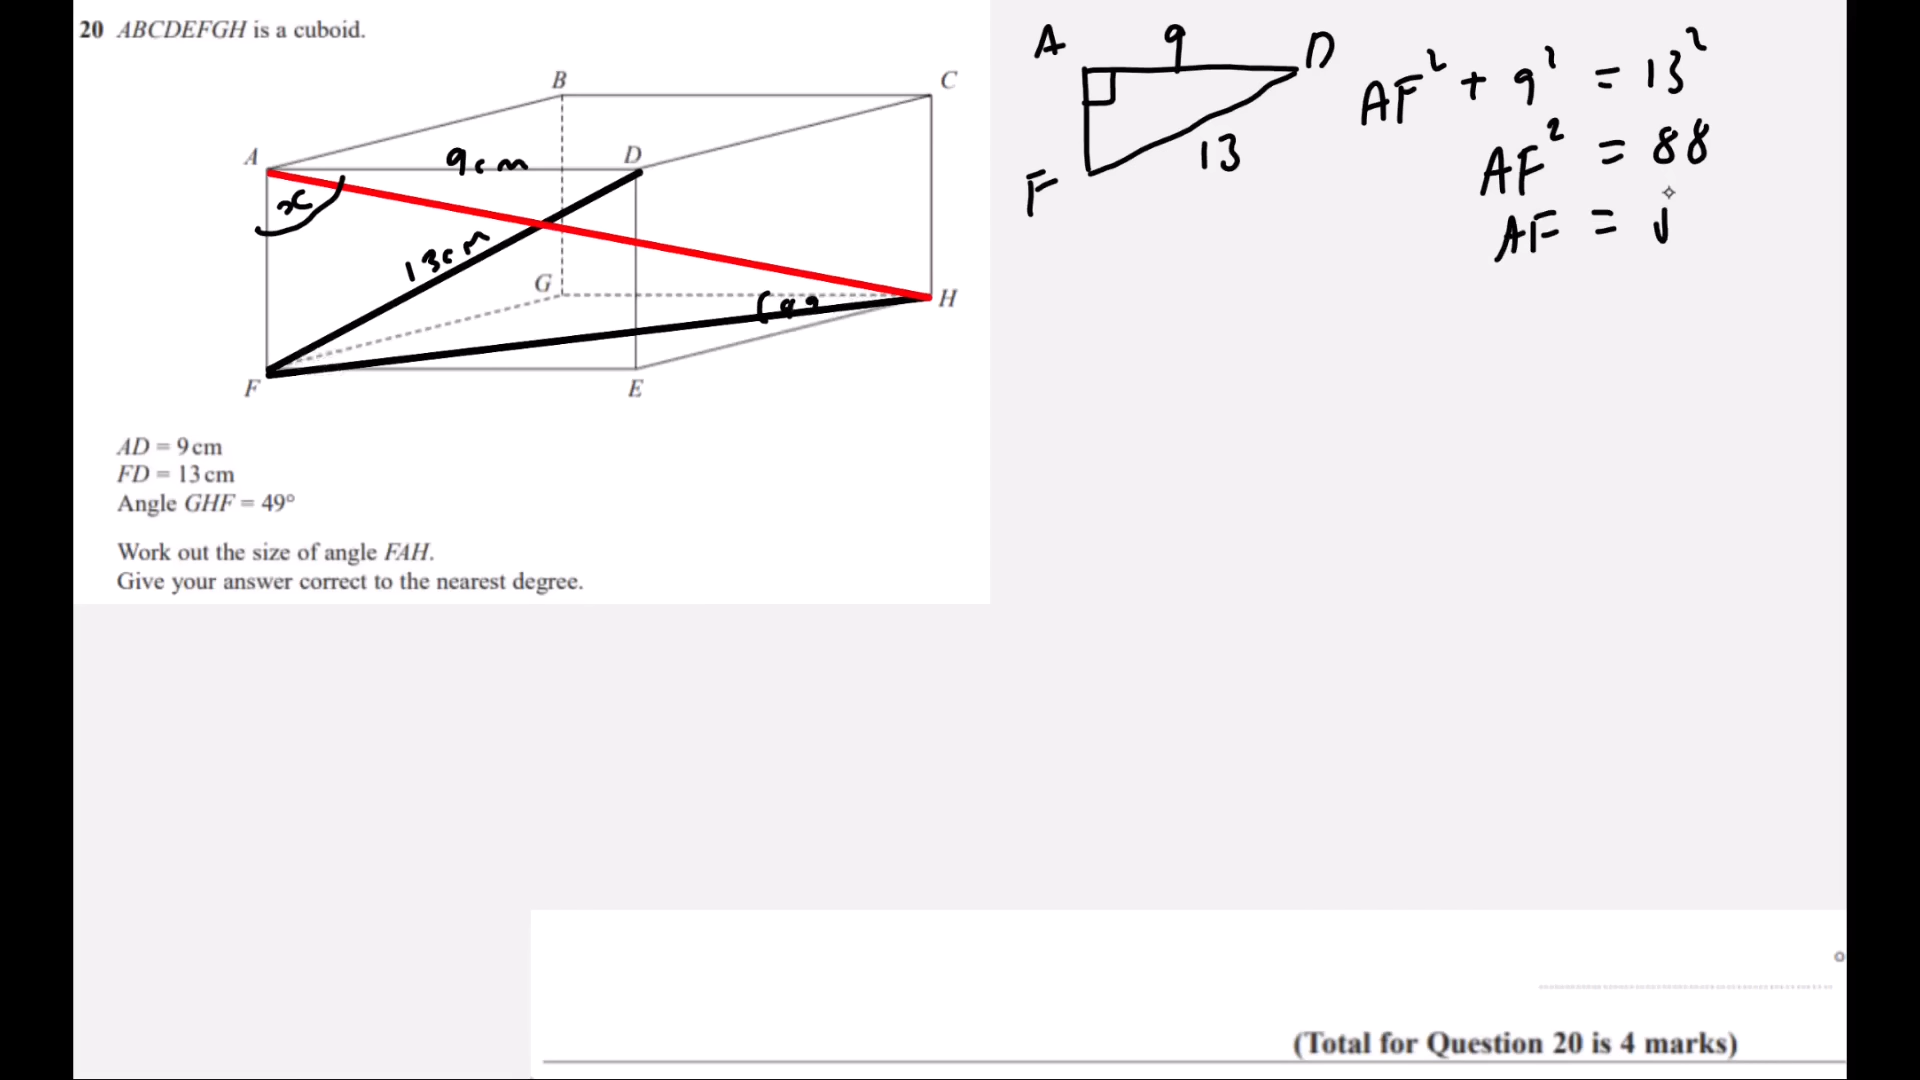 20 ABCDEFGH is a cuboid.
B
C
A
9cm
D
x
13cm
G
H
F
E
AD = 9 cm
FD = 13 cm
Angle GHF = 49°
Work out the size of angle FAH.
Give your answer correct to the nearest degree.
A 9 D
13
F
AF² + 9² = 13²
AF² = 88
AF = √
°
(Total for Question 20 is 4 marks)